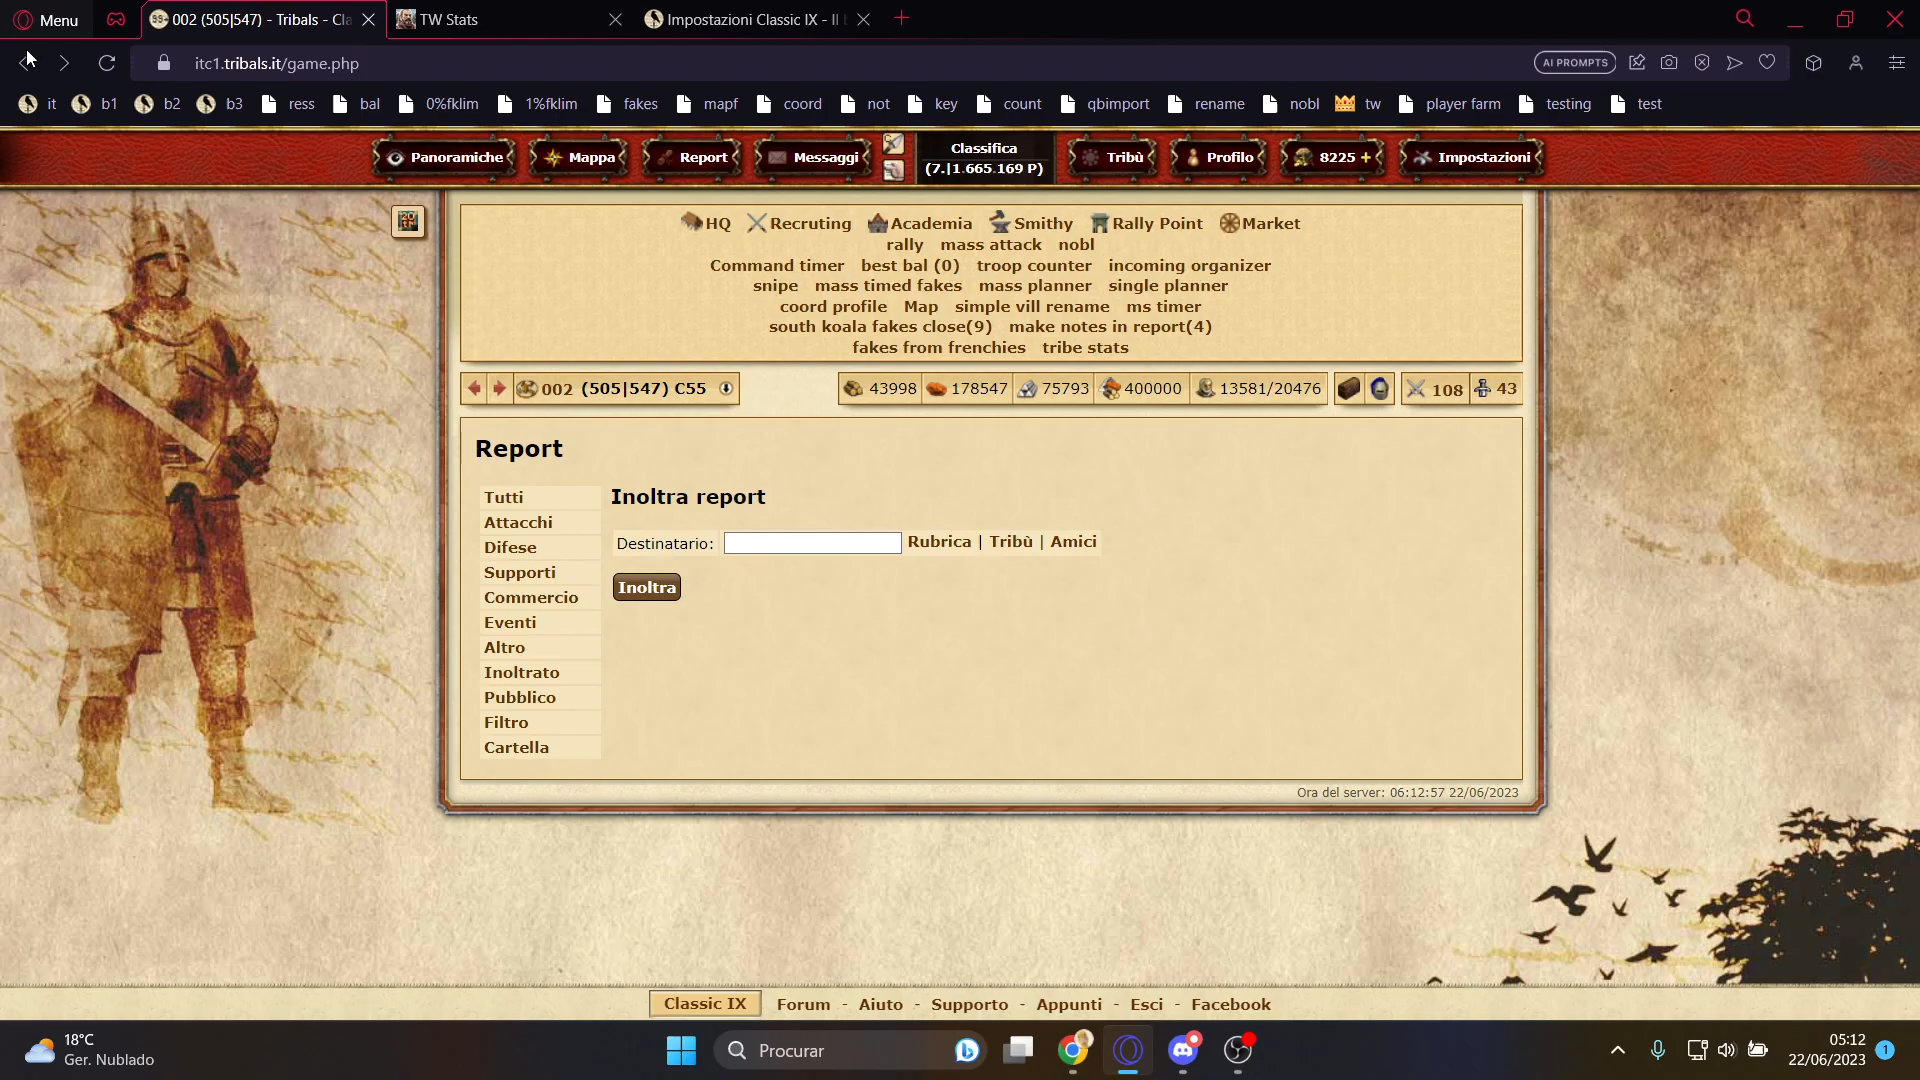 Menu
002 (505|547) - Tribals - Cla
TW Stats
Impostazioni Classic IX - Il
itc1.tribals.it/game.php
AI PROMPTS
it b1 b2 b3 ress bal 0%fklim 1%fklim fakes mapf coord not key count qbimport rename nobl tw player farm testing test
Panoramiche Mappa Report Messaggi Classifica Tribù Profilo 8225 + Impostazioni
(7.|1.665.169 P)
HQ Recruting Academia Smithy Rally Point Market
rally mass attack nobl
Command timer best bal (0) troop counter incoming organizer
snipe mass timed fakes mass planner single planner
coord profile Map simple vill rename ms timer
south koala fakes close(9) make notes in report(4)
fakes from frenchies tribe stats
002 (505|547) C55 43998 178547 75793 400000 13581/20476 108 43
Report
Tutti
Attacchi
Difese
Supporti
Commercio
Eventi
Altro
Inoltrato
Pubblico
Filtro
Cartella
Inoltra report
Destinatario: Rubrica | Tribù | Amici
Inoltra
Ora del server: 06:12:57 22/06/2023
Classic IX Forum - Aiuto - Supporto - Appunti - Esci - Facebook
18°C
Ger. Nublado
Procurar
05:12
22/06/2023
1